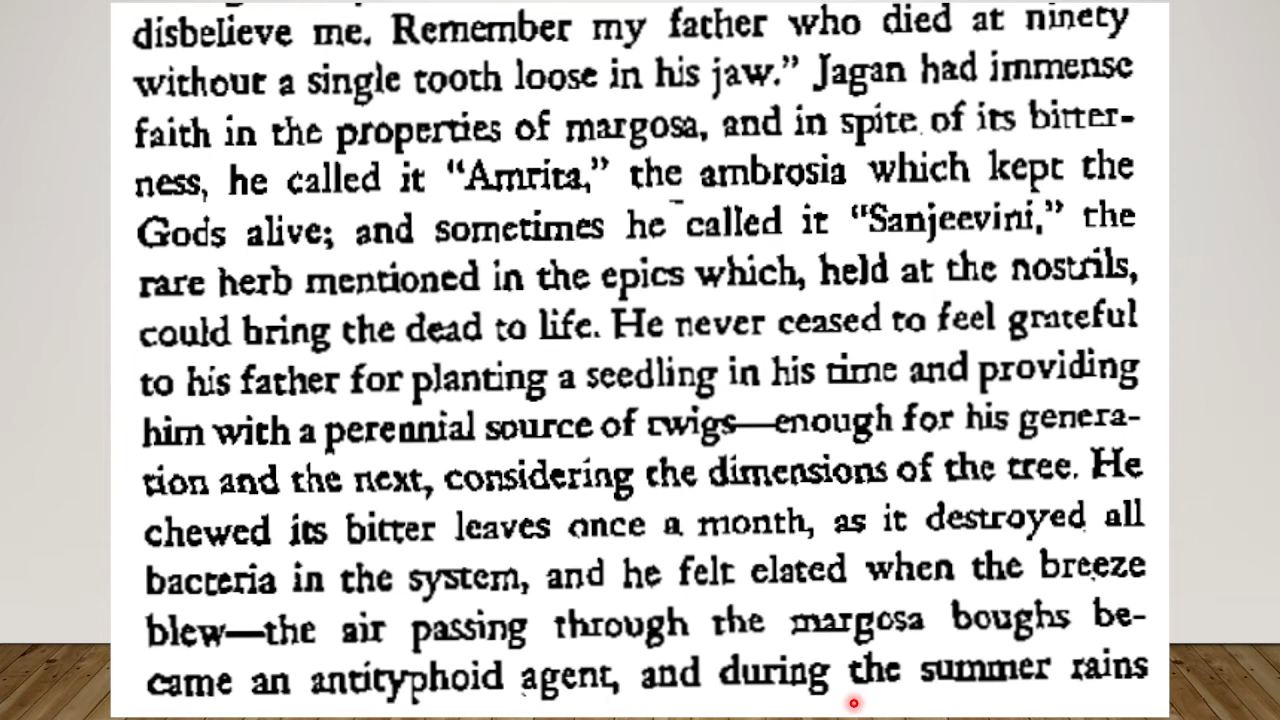 disbelieve me. Remember my father who died at ninety
without a single tooth loose in his jaw.” Jagan had immense
faith in the properties of margosa, and in spite of its bitter-
ness, he called it “Amrita,” the ambrosia which kept the
Gods alive; and sometimes he called it “Sanjeevini,” the
rare herb mentioned in the epics which, held at the nostrils,
could bring the dead to life. He never ceased to feel grateful
to his father for planting a seedling in his time and providing
him with a perennial source of twigs—enough for his genera-
tion and the next, considering the dimensions of the tree. He
chewed its bitter leaves once a month, as it destroyed all
bacteria in the system, and he felt elated when the breeze
blew—the air passing through the margosa boughs be-
came an antityphoid agent, and during the summer rains